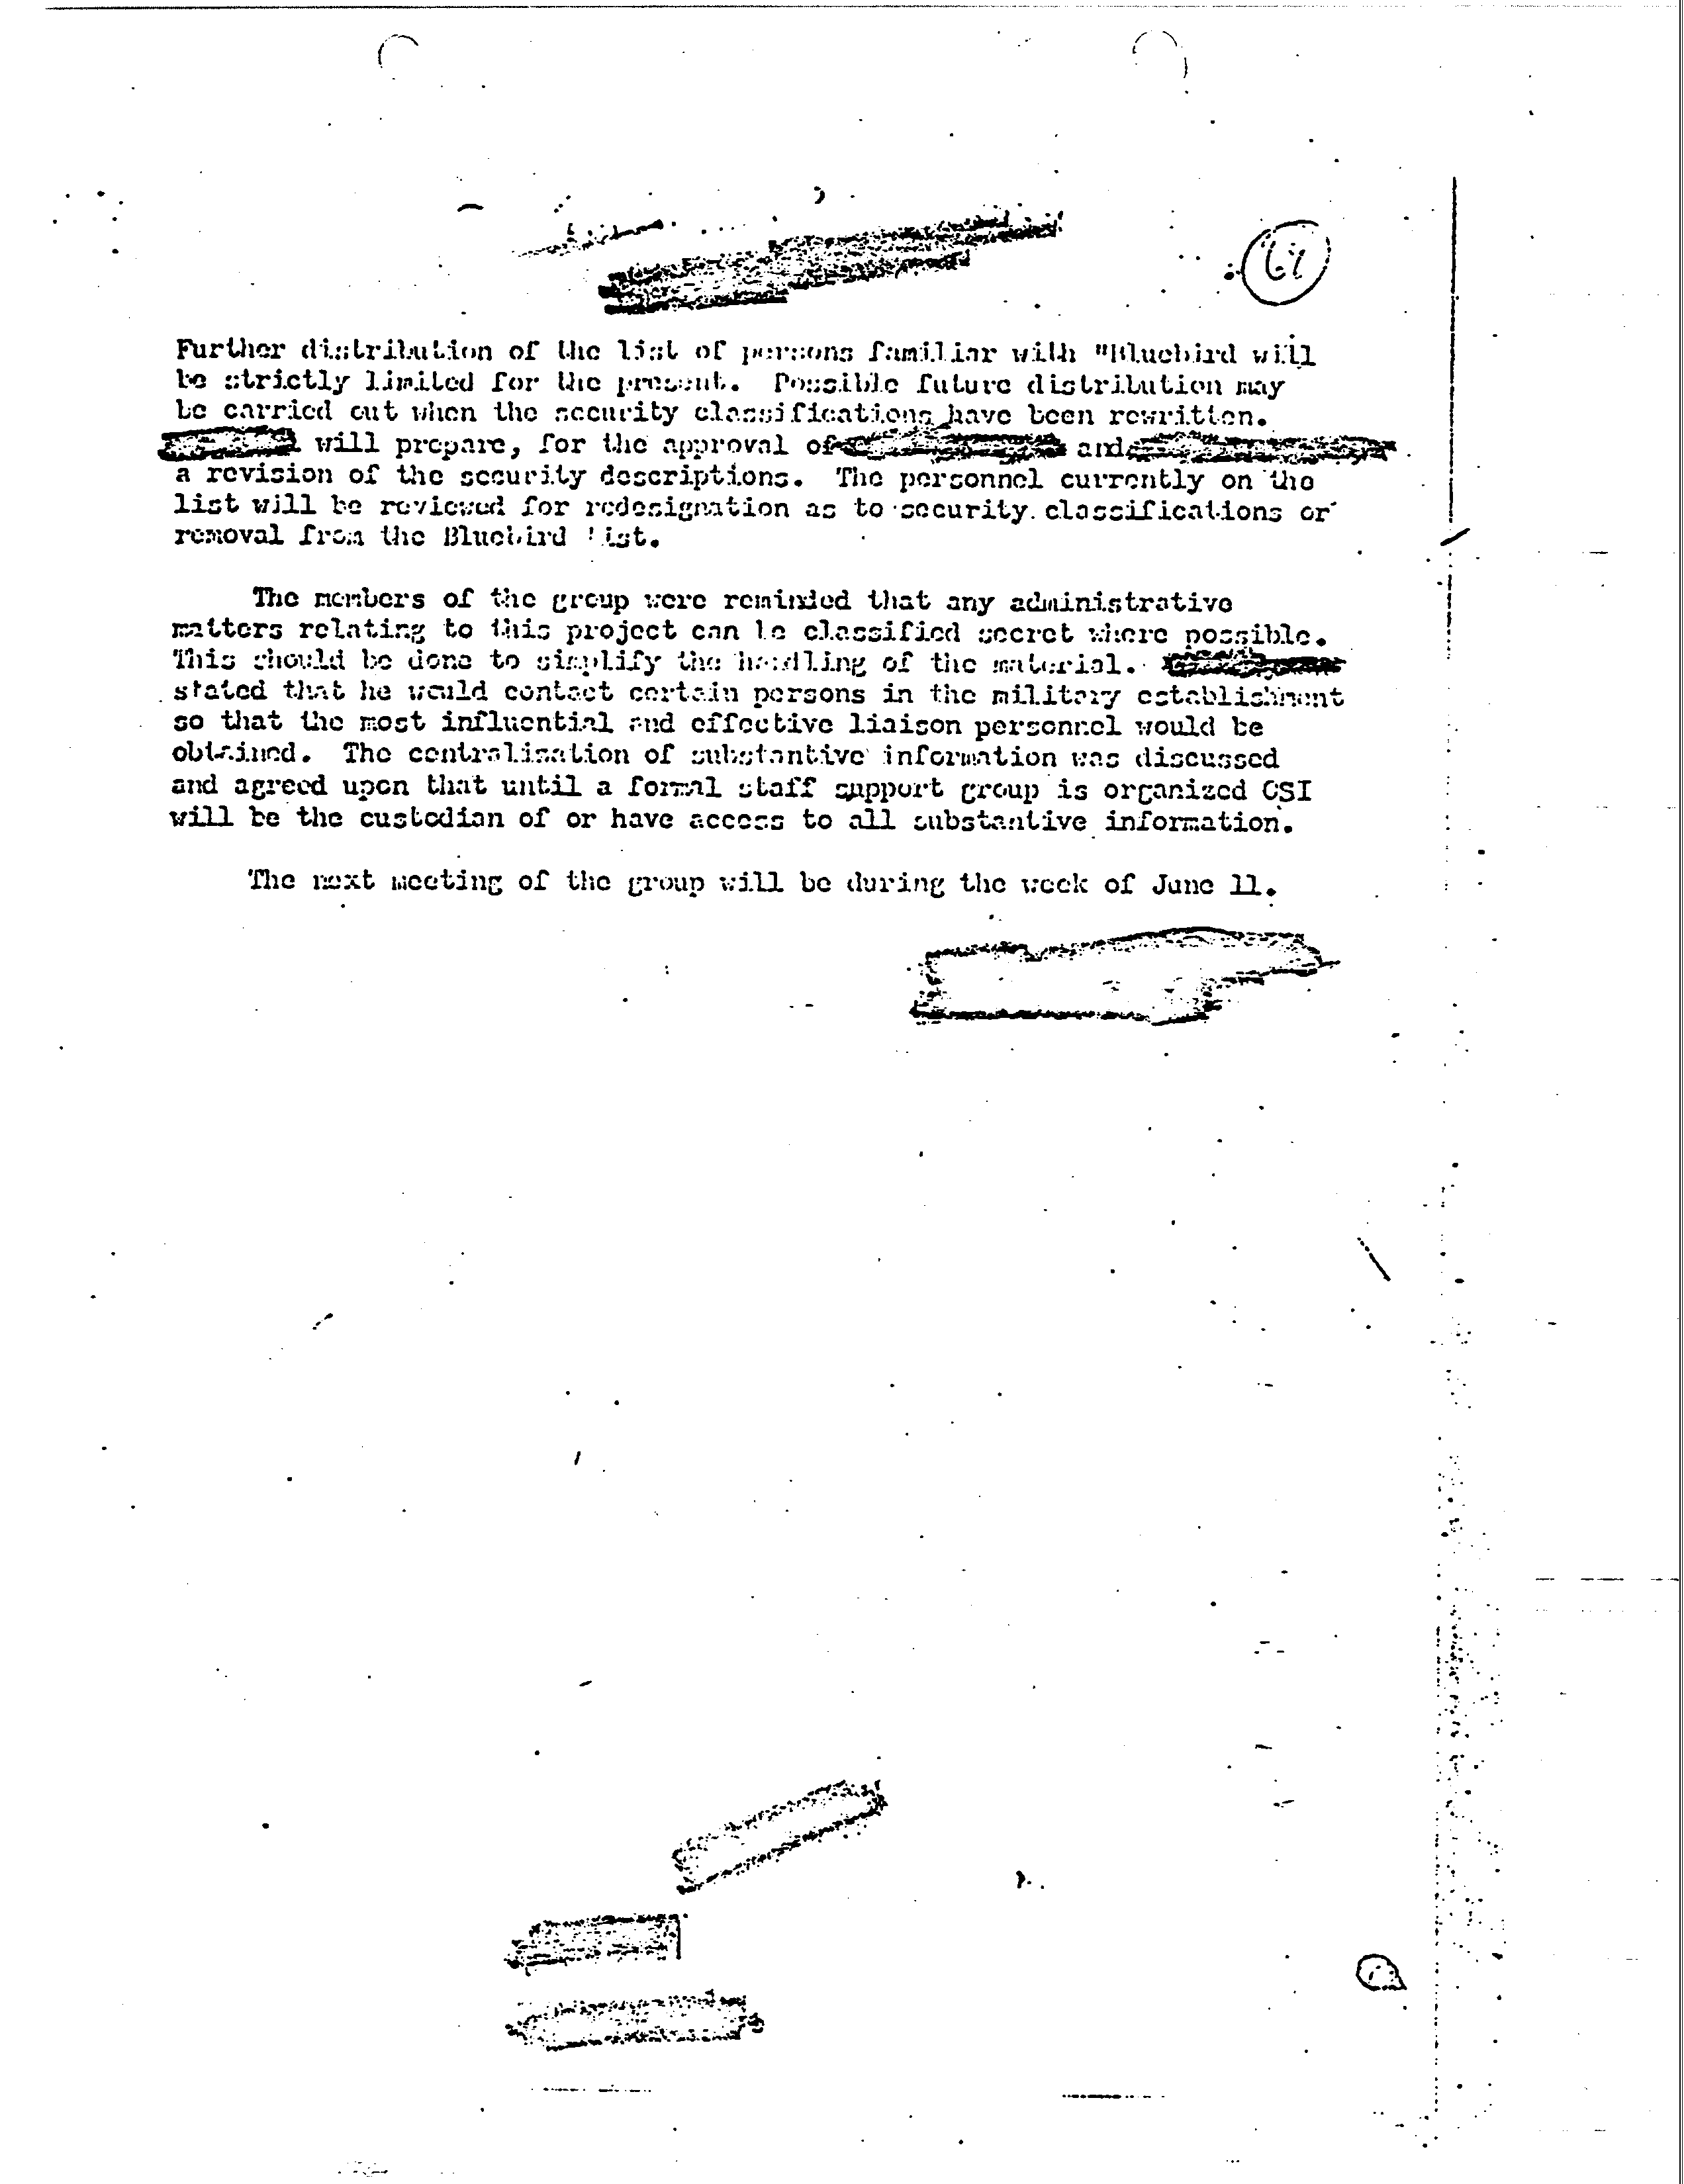 Further distribution of the list of persons familiar with "Bluebird will
be strictly limited for the present. Possible future distribution may
be carried out when the security classifications have been rewritten.
will prepare, for the approval of and
a revision of the security descriptions. The personnel currently on the
list will be reviewed for redesignation as to security classifications or
removal from the Bluebird list.
The members of the group were reminded that any administrative
matters relating to this project can be classified secret where possible.
This should be done to simplify the handling of the material.
stated that he would contact certain persons in the military establishment
so that the most influential and effective liaison personnel would be
obtained. The centralization of substantive information was discussed
and agreed upon that until a formal staff support group is organized OSI
will be the custodian of or have access to all substantive information.
The next meeting of the group will be during the week of June 11.